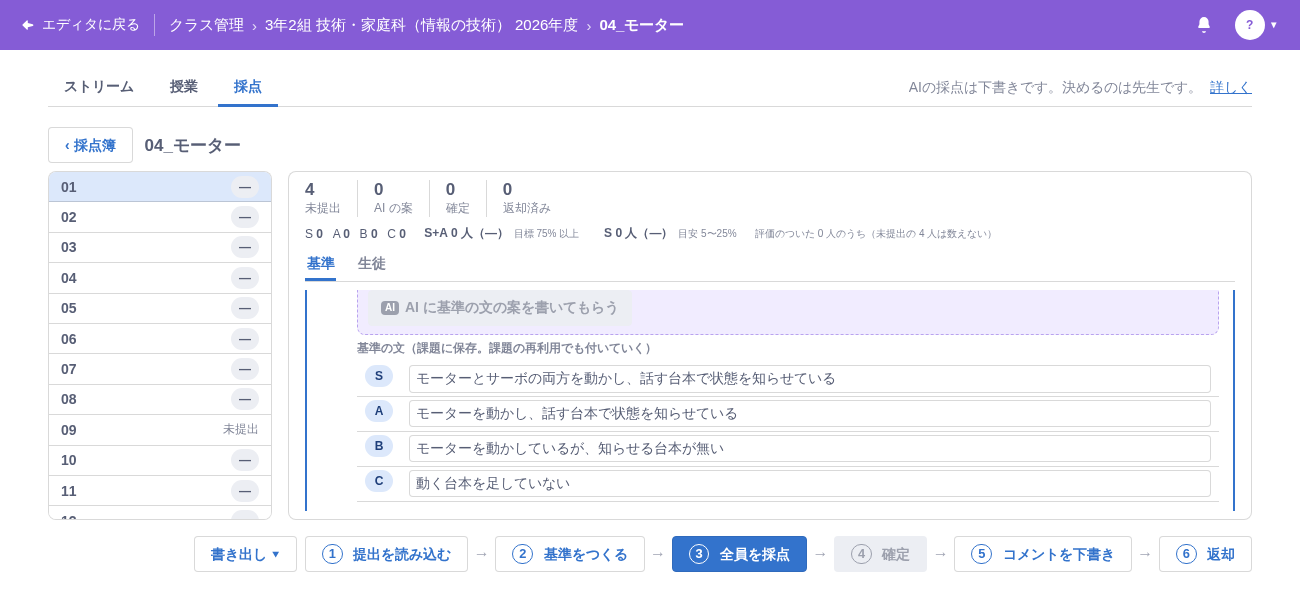 エディタに戻る
クラス管理 › 3年2組 技術・家庭科（情報の技術） 2026年度 › 04_モーター
?
ストリーム 授業 採点
AIの採点は下書きです。決めるのは先生です。 詳しく
‹ 採点簿
04_モーター
01 —
02 —
03 —
04 —
05 —
06 —
07 —
08 —
09 未提出
10 —
11 —
4 未提出
0 AI の案
0 確定
0 返却済み
S 0 A 0 B 0 C 0 S+A 0 人（—） 目標 75% 以上 S 0 人（—） 目安 5〜25% 評価のついた 0 人のうち（未提出の 4 人は数えない）
基準 生徒
AI AI に基準の文の案を書いてもらう
基準の文（課題に保存。課題の再利用でも付いていく）
S モーターとサーボの両方を動かし、話す台本で状態を知らせている
A モーターを動かし、話す台本で状態を知らせている
B モーターを動かしているが、知らせる台本が無い
C 動く台本を足していない
書き出し ▾ 1 提出を読み込む → 2 基準をつくる → 3 全員を採点 → 4 確定 → 5 コメントを下書き → 6 返却